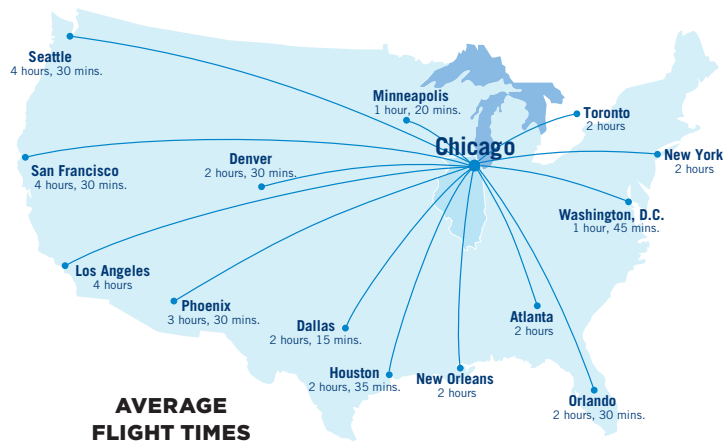 Seattle
4 hours, 30 mins.
Minneapolis
1 hour, 20 mins.
Toronto
2 hours
Chicago
New York
2 hours
San Francisco
4 hours, 30 mins.
Denver
2 hours, 30 mins.
Washington, D.C.
1 hour, 45 mins.
Los Angeles
4 hours
Phoenix
3 hours, 30 mins.
Dallas
2 hours, 15 mins.
Atlanta
2 hours
Houston
2 hours, 35 mins.
New Orleans
2 hours
Orlando
2 hours, 30 mins.
AVERAGE
FLIGHT TIMES